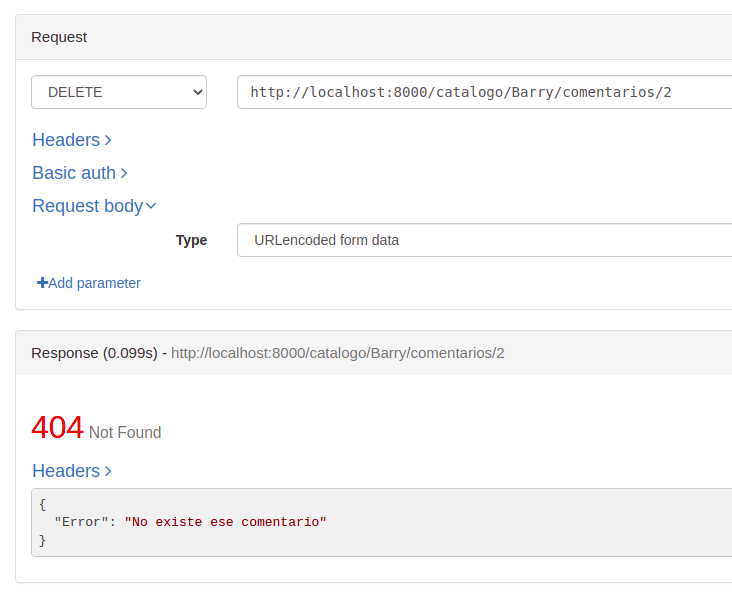 Request
DELETE http://localhost:8000/catalogo/Barry/comentarios/2
Headers
Basic auth
Request body
Type URLencoded form data
Add parameter
Response (0.099s) - http://localhost:8000/catalogo/Barry/comentarios/2
404 Not Found
Headers
{
"Error": "No existe ese comentario"
}